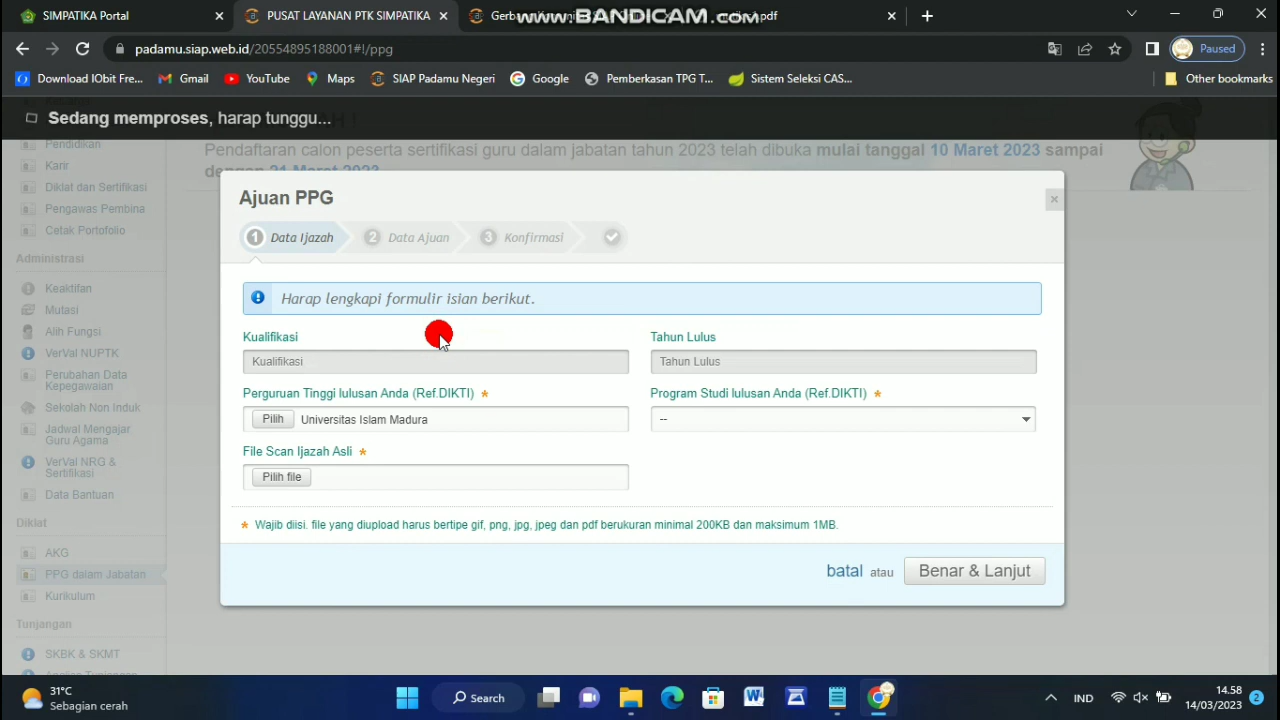 SIMPATIKA Portal
PUSAT LAYANAN PTK SIMPATIKA
www.BANDICAM.com
padamu.siap.web.id/20554895188001#!/ppg
Paused
Download IObit Fre...
Gmail
YouTube
Maps
SIAP Padamu Negeri
Google
Pemberkasan TPG T...
Sistem Seleksi CAS...
Other bookmarks
Sedang memproses, harap tunggu...
Pendidikan
Karir
Diklat dan Sertifikasi
Pengawas Pembina
Cetak Portofolio
Administrasi
Keaktifan
Mutasi
Alih Fungsi
VerVal NUPTK
Perubahan Data
Kepegawaian
Sekolah Non Induk
Jadwal Mengajar
Guru Agama
VerVal NRG &
Sertifikasi
Data Bantuan
Diklat
AKG
PPG dalam Jabatan
Kurikulum
Tunjangan
SKBK & SKMT
Pendaftaran calon peserta sertifikasi guru dalam jabatan tahun 2023 telah dibuka mulai tanggal 10 Maret 2023 sampai
dengan 21 Maret 2023
Ajuan PPG
1 Data Ijazah
2 Data Ajuan
3 Konfirmasi
Harap lengkapi formulir isian berikut.
Kualifikasi
Kualifikasi
Tahun Lulus
Tahun Lulus
Perguruan Tinggi lulusan Anda (Ref.DIKTI) *
Pilih Universitas Islam Madura
Program Studi lulusan Anda (Ref.DIKTI) *
--
File Scan Ijazah Asli *
Pilih file
* Wajib diisi. file yang diupload harus bertipe gif, png, jpg, jpeg dan pdf berukuran minimal 200KB dan maksimum 1MB.
batal atau Benar & Lanjut
31°C
Sebagian cerah
Search
IND
14.58
14/03/2023
2